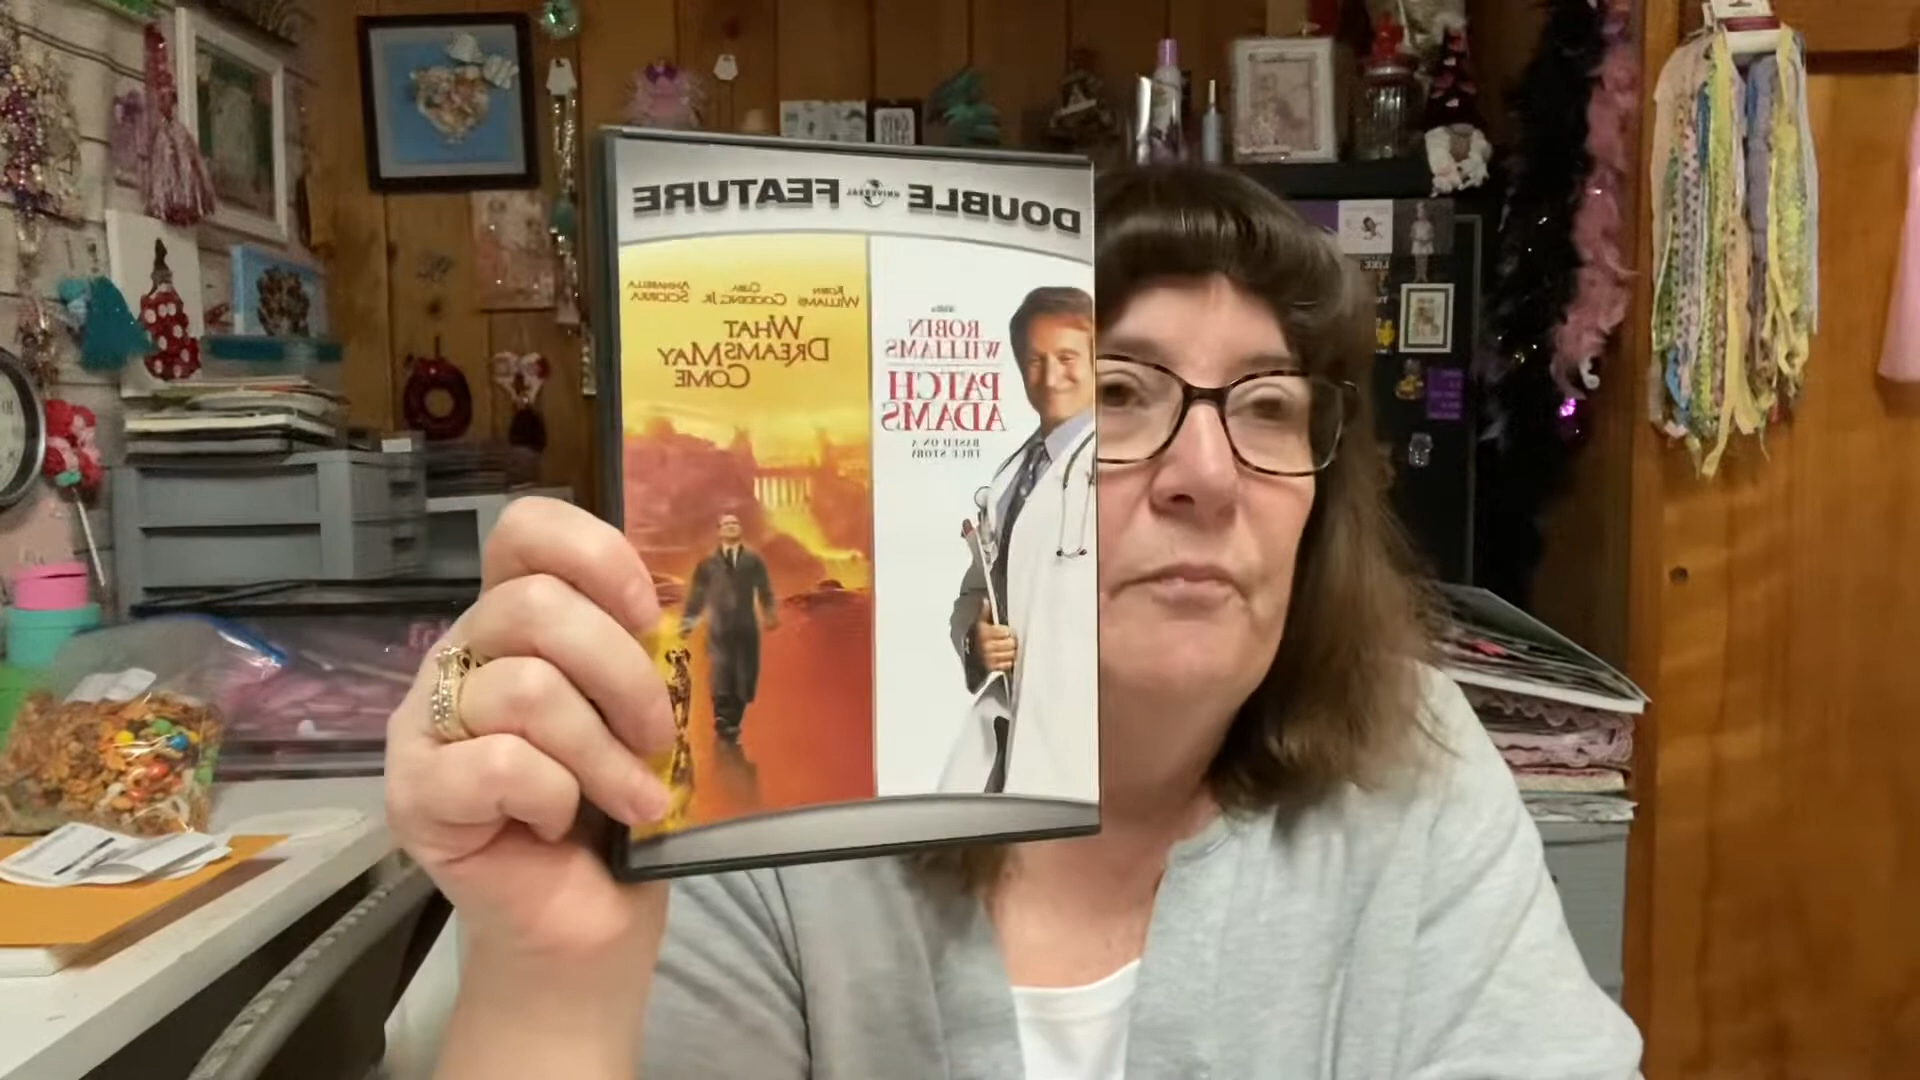 DOUBLE UNIVERSAL FEATURE
ROBIN
WILLIAMS
PATCH
ADAMS
BASED ON A
TRUE STORY
ROBIN WILLIAMS CUBA GOODING, JR. ANNABELLA SCIORRA
WHAT
DREAMS MAY
COME